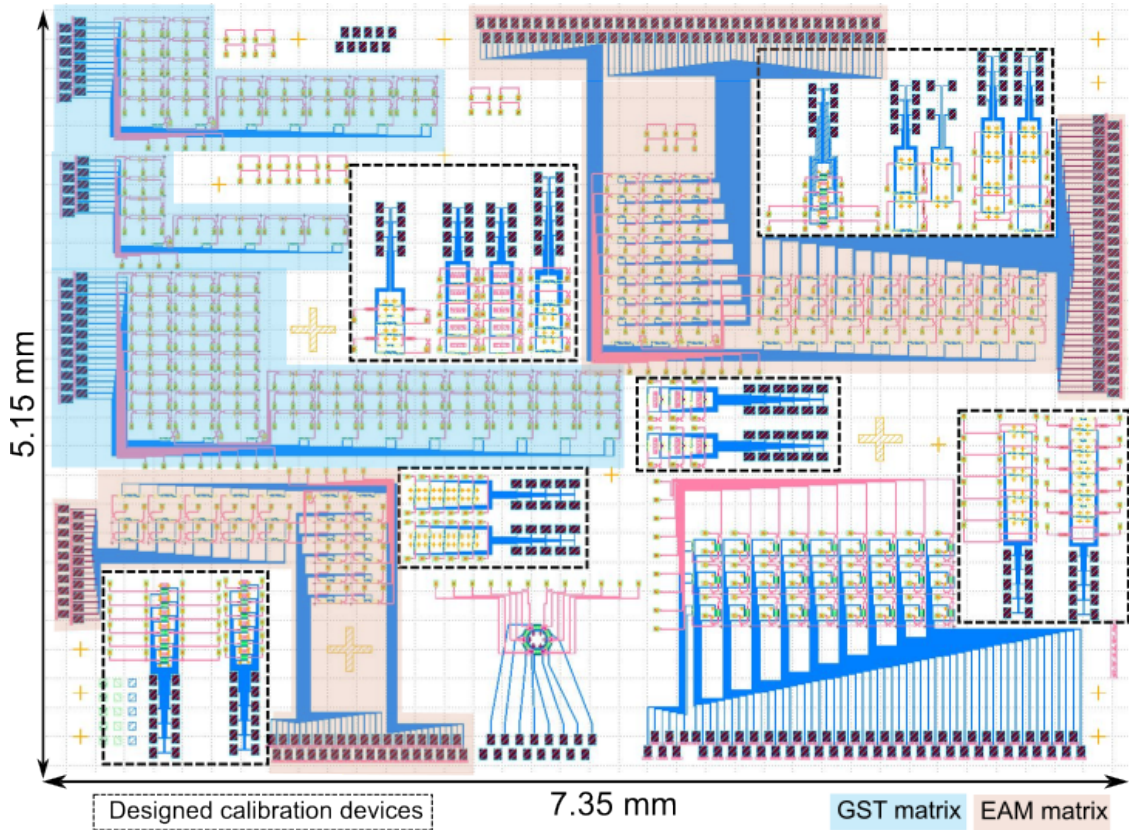 5.15 mm
7.35 mm
Designed calibration devices
GST matrix
EAM matrix